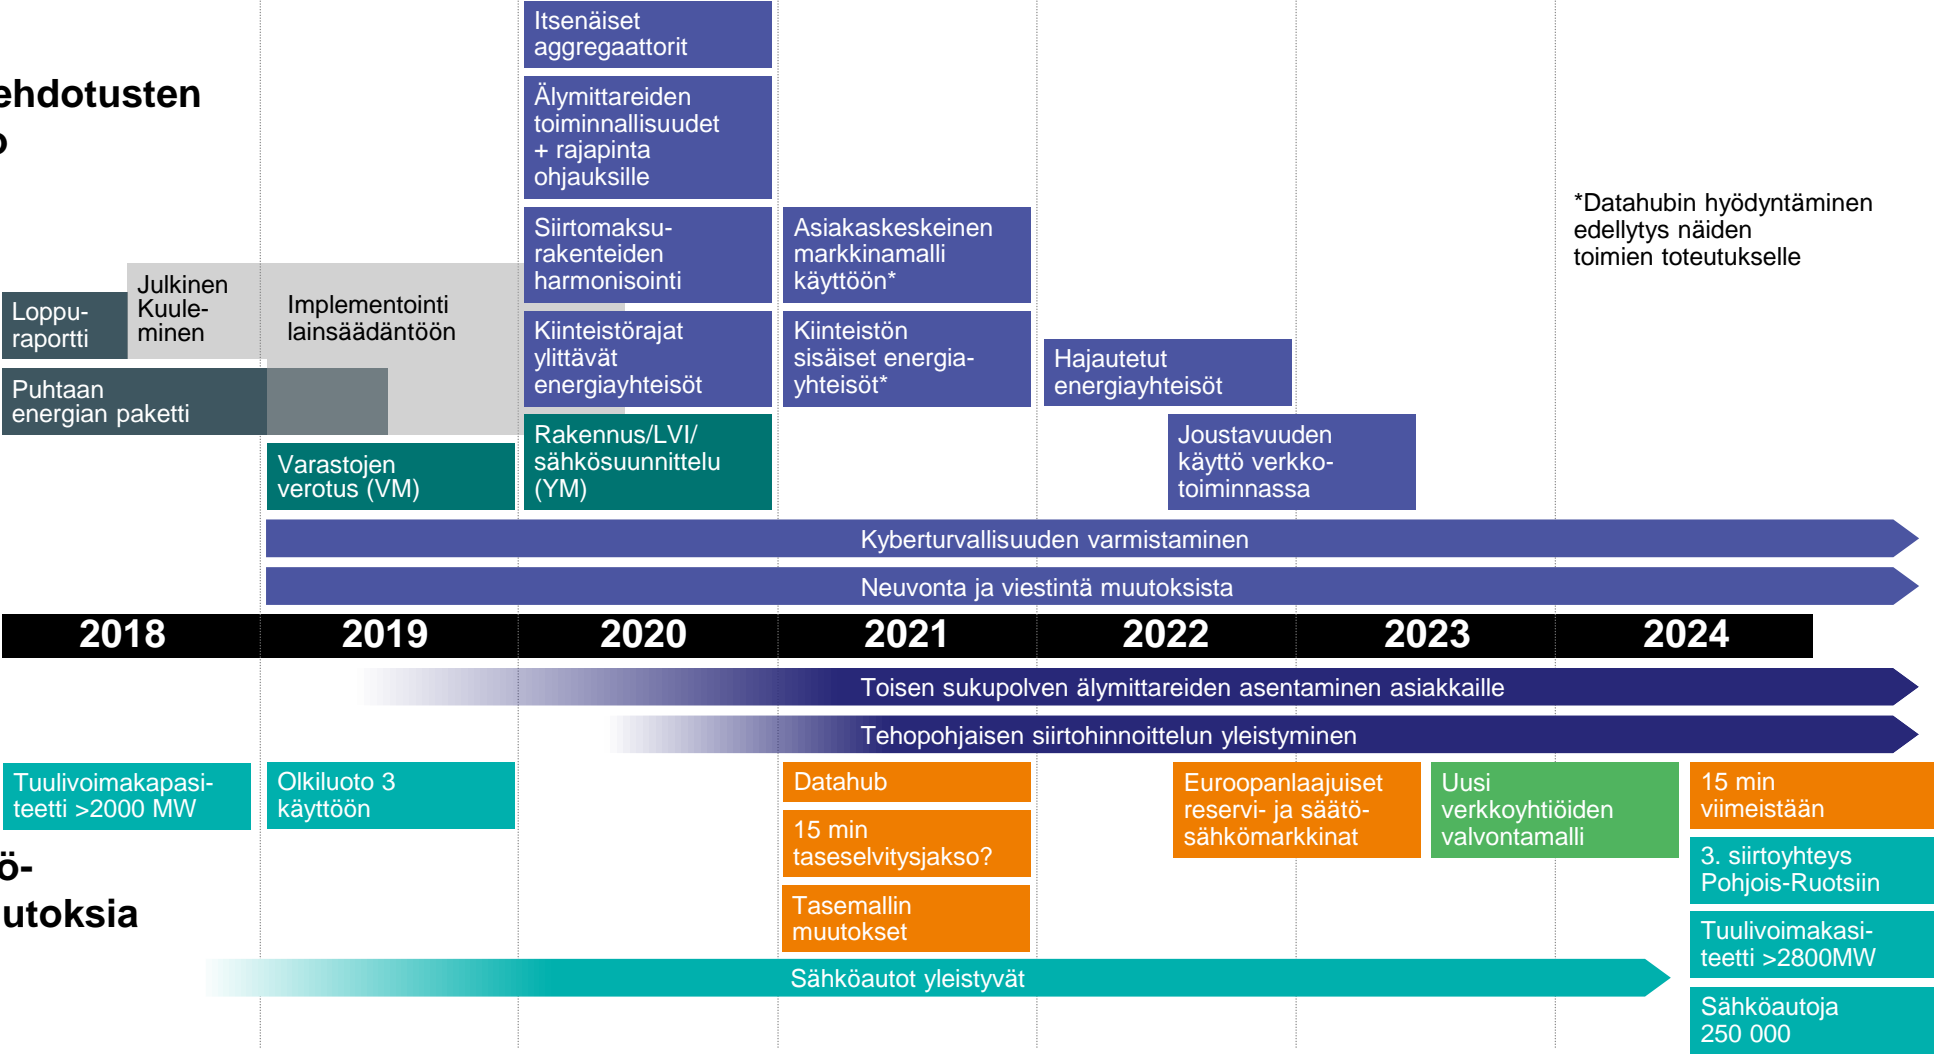 Itsenäiset
aggregaattorit
ehdotusten
Älymittareiden
toiminnallisuudet
+ rajapinta
ohjauksille
*Datahubin hyödyntäminen
edellytys näiden
toimien toteutukselle
Siirtomaksu-
rakenteiden
harmonisointi
Asiakaskeskeinen
markkinamalli
käyttöön*
Loppu-
raportti
Julkinen
Kuule-
minen
Implementointi
lainsäädäntöön
Kiinteistörajat
ylittävät
energiayhteisöt
Kiinteistön
sisäiset energia-
yhteisöt*
Hajautetut
energiayhteisöt
Puhtaan
energian paketti
Varastojen
verotus (VM)
Rakennus/LVI/
sähkösuunnittelu
(YM)
Joustavuuden
käyttö verkko-
toiminnassa
Kyberturvallisuuden varmistaminen
Neuvonta ja viestintä muutoksista
2018 2019 2020 2021 2022 2023 2024
Toisen sukupolven älymittareiden asentaminen asiakkaille
Tehopohjaisen siirtohinnoittelun yleistyminen
Tuulivoimakapasi-
teetti >2000 MW
Olkiluoto 3
käyttöön
Datahub
15 min
taseselvitysjakso?
Tasemallin
muutokset
Euroopanlaajuiset
reservi- ja säätö-
sähkömarkkinat
Uusi
verkkoyhtiöiden
valvontamalli
15 min
viimeistään
3. siirtoyhteys
Pohjois-Ruotsiin
Tuulivoimakasi-
teetti >2800MW
Sähköautoja
250 000
ö-
utoksia
Sähköautot yleistyvät